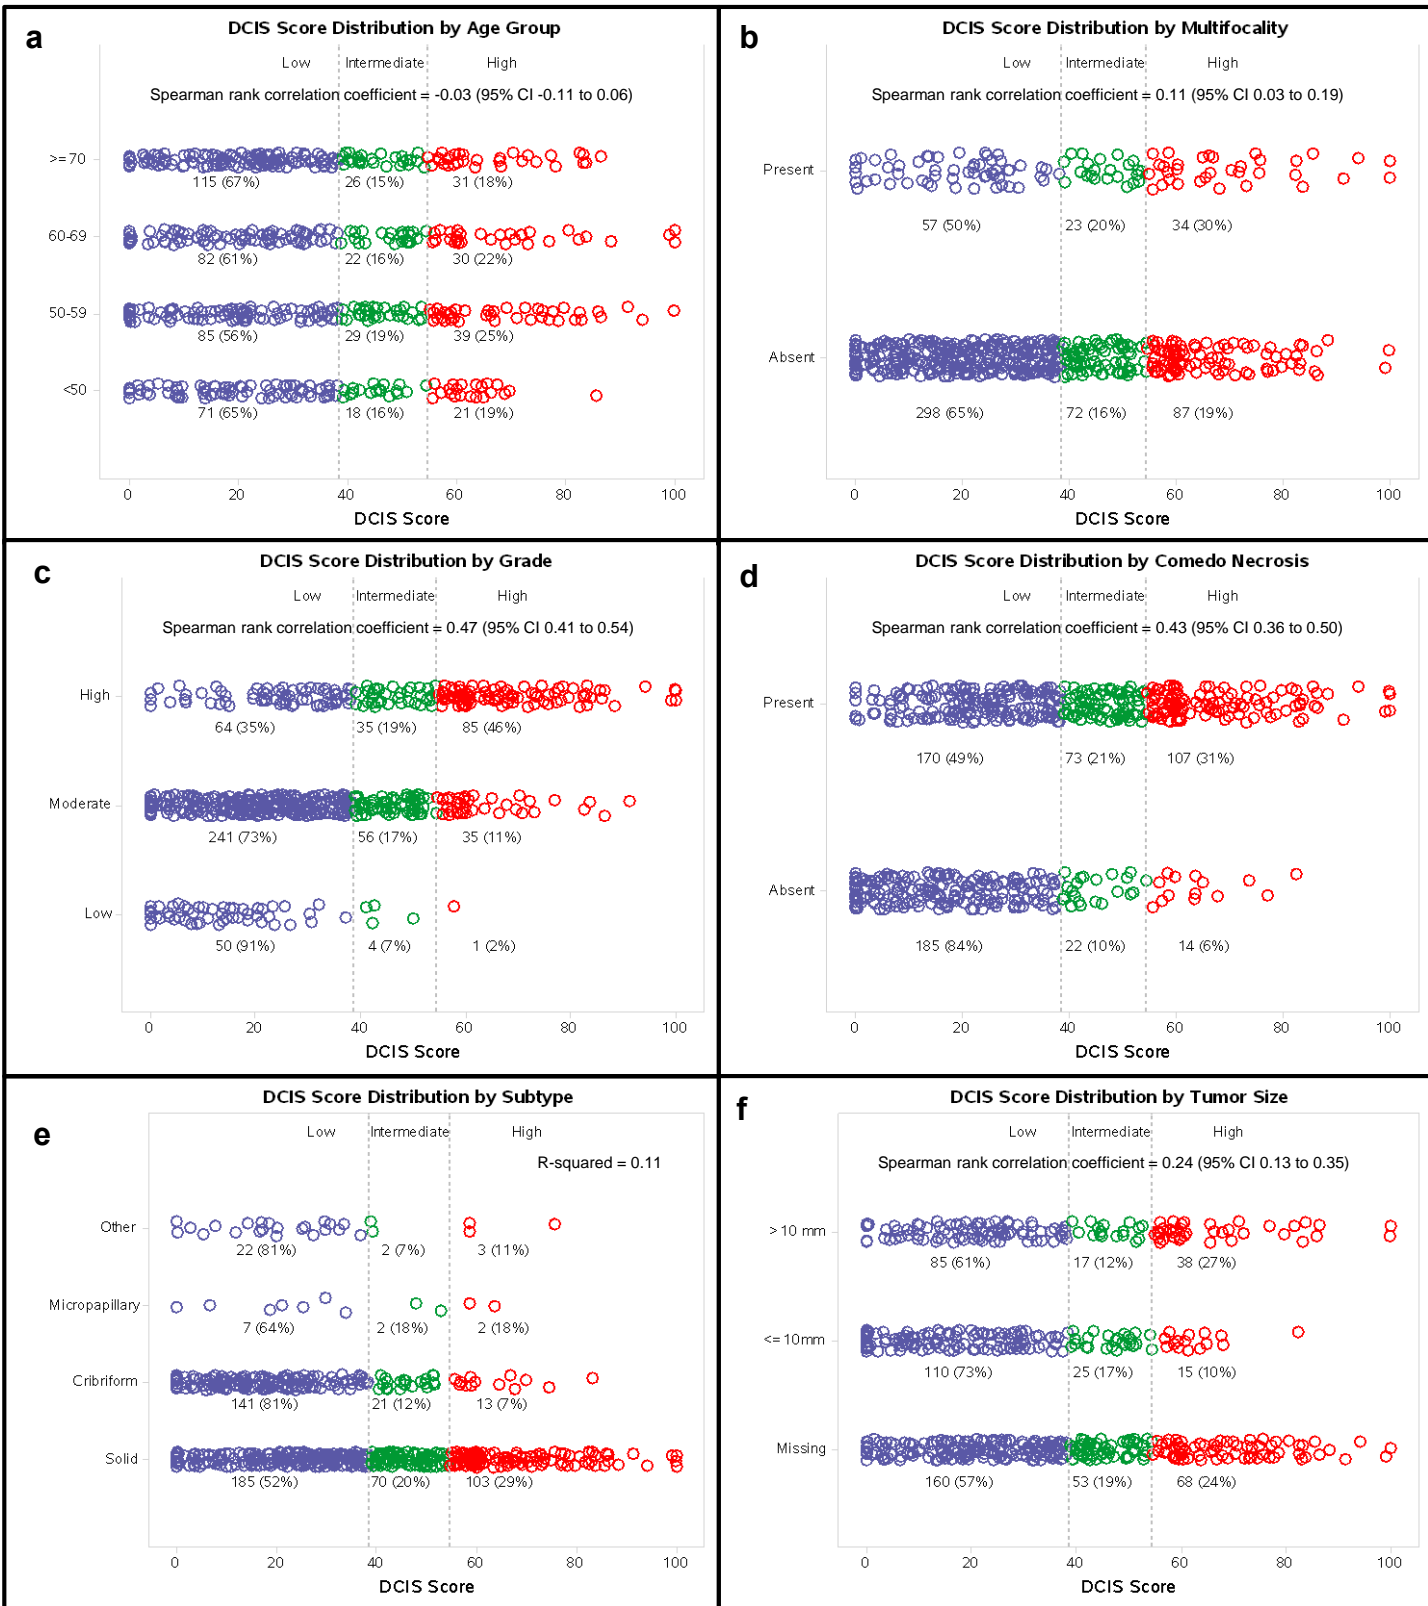 a
DCIS Score Distribution by Age Group
Low Intermediate High
Spearman rank correlation coefficient = -0.03 (95% CI -0.11 to 0.06)
>= 70
115 (67%) 26 (15%) 31 (18%)
60-69
82 (61%) 22 (16%) 30 (22%)
50-59
85 (56%) 29 (19%) 39 (25%)
<50
71 (65%) 18 (16%) 21 (19%)
0 20 40 60 80 100
DCIS Score
b
DCIS Score Distribution by Multifocality
Low Intermediate High
Spearman rank correlation coefficient = 0.11 (95% CI 0.03 to 0.19)
Present
57 (50%) 23 (20%) 34 (30%)
Absent
298 (65%) 72 (16%) 87 (19%)
0 20 40 60 80 100
DCIS Score
c
DCIS Score Distribution by Grade
Low Intermediate High
Spearman rank correlation coefficient = 0.47 (95% CI 0.41 to 0.54)
High
64 (35%) 35 (19%) 85 (46%)
Moderate
241 (73%) 56 (17%) 35 (11%)
Low
50 (91%) 4 (7%) 1 (2%)
0 20 40 60 80 100
DCIS Score
d
DCIS Score Distribution by Comedo Necrosis
Low Intermediate High
Spearman rank correlation coefficient = 0.43 (95% CI 0.36 to 0.50)
Present
170 (49%) 73 (21%) 107 (31%)
Absent
185 (84%) 22 (10%) 14 (6%)
0 20 40 60 80 100
DCIS Score
e
DCIS Score Distribution by Subtype
Low Intermediate High
R-squared = 0.11
Other
22 (81%) 2 (7%) 3 (11%)
Micropapillary
7 (64%) 2 (18%) 2 (18%)
Cribriform
141 (81%) 21 (12%) 13 (7%)
Solid
185 (52%) 70 (20%) 103 (29%)
0 20 40 60 80 100
DCIS Score
f
DCIS Score Distribution by Tumor Size
Low Intermediate High
Spearman rank correlation coefficient = 0.24 (95% CI 0.13 to 0.35)
> 10 mm
85 (61%) 17 (12%) 38 (27%)
<= 10mm
110 (73%) 25 (17%) 15 (10%)
Missing
160 (57%) 53 (19%) 68 (24%)
0 20 40 60 80 100
DCIS Score